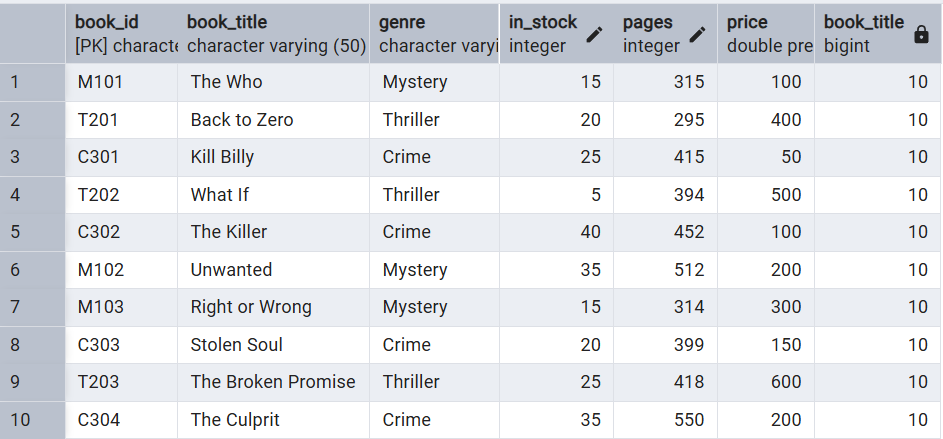 book_id book_title genre in_stock pages price book_title
[PK] characte character varying (50) character varyi integer integer double pre bigint
1 M101 The Who Mystery 15 315 100 10
2 T201 Back to Zero Thriller 20 295 400 10
3 C301 Kill Billy Crime 25 415 50 10
4 T202 What If Thriller 5 394 500 10
5 C302 The Killer Crime 40 452 100 10
6 M102 Unwanted Mystery 35 512 200 10
7 M103 Right or Wrong Mystery 15 314 300 10
8 C303 Stolen Soul Crime 20 399 150 10
9 T203 The Broken Promise Thriller 25 418 600 10
10 C304 The Culprit Crime 35 550 200 10